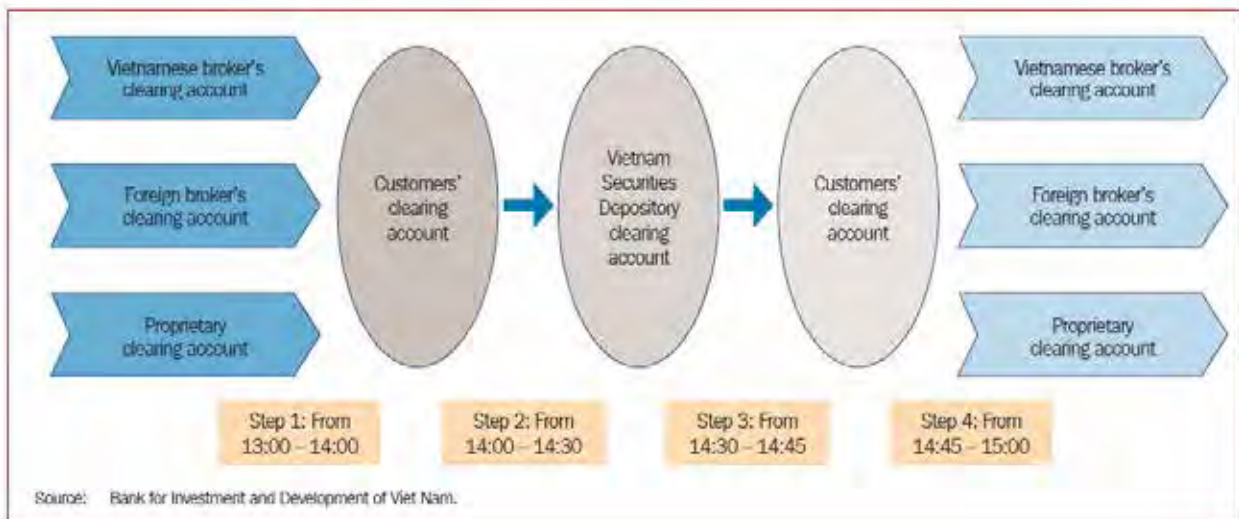 Vietnamese broker's
clearing account
Foreign broker's
clearing account
Proprietary
clearing account
Customers'
clearing
account
Vietnam
Securities
Depository
clearing
account
Customers'
clearing
account
Vietnamese broker's
clearing account
Foreign broker's
clearing account
Proprietary
clearing account
Step 1: From
13:00 – 14:00
Step 2: From
14:00 – 14:30
Step 3: From
14:30 – 14:45
Step 4: From
14:45 – 15:00
Source: Bank for Investment and Development of Viet Nam.